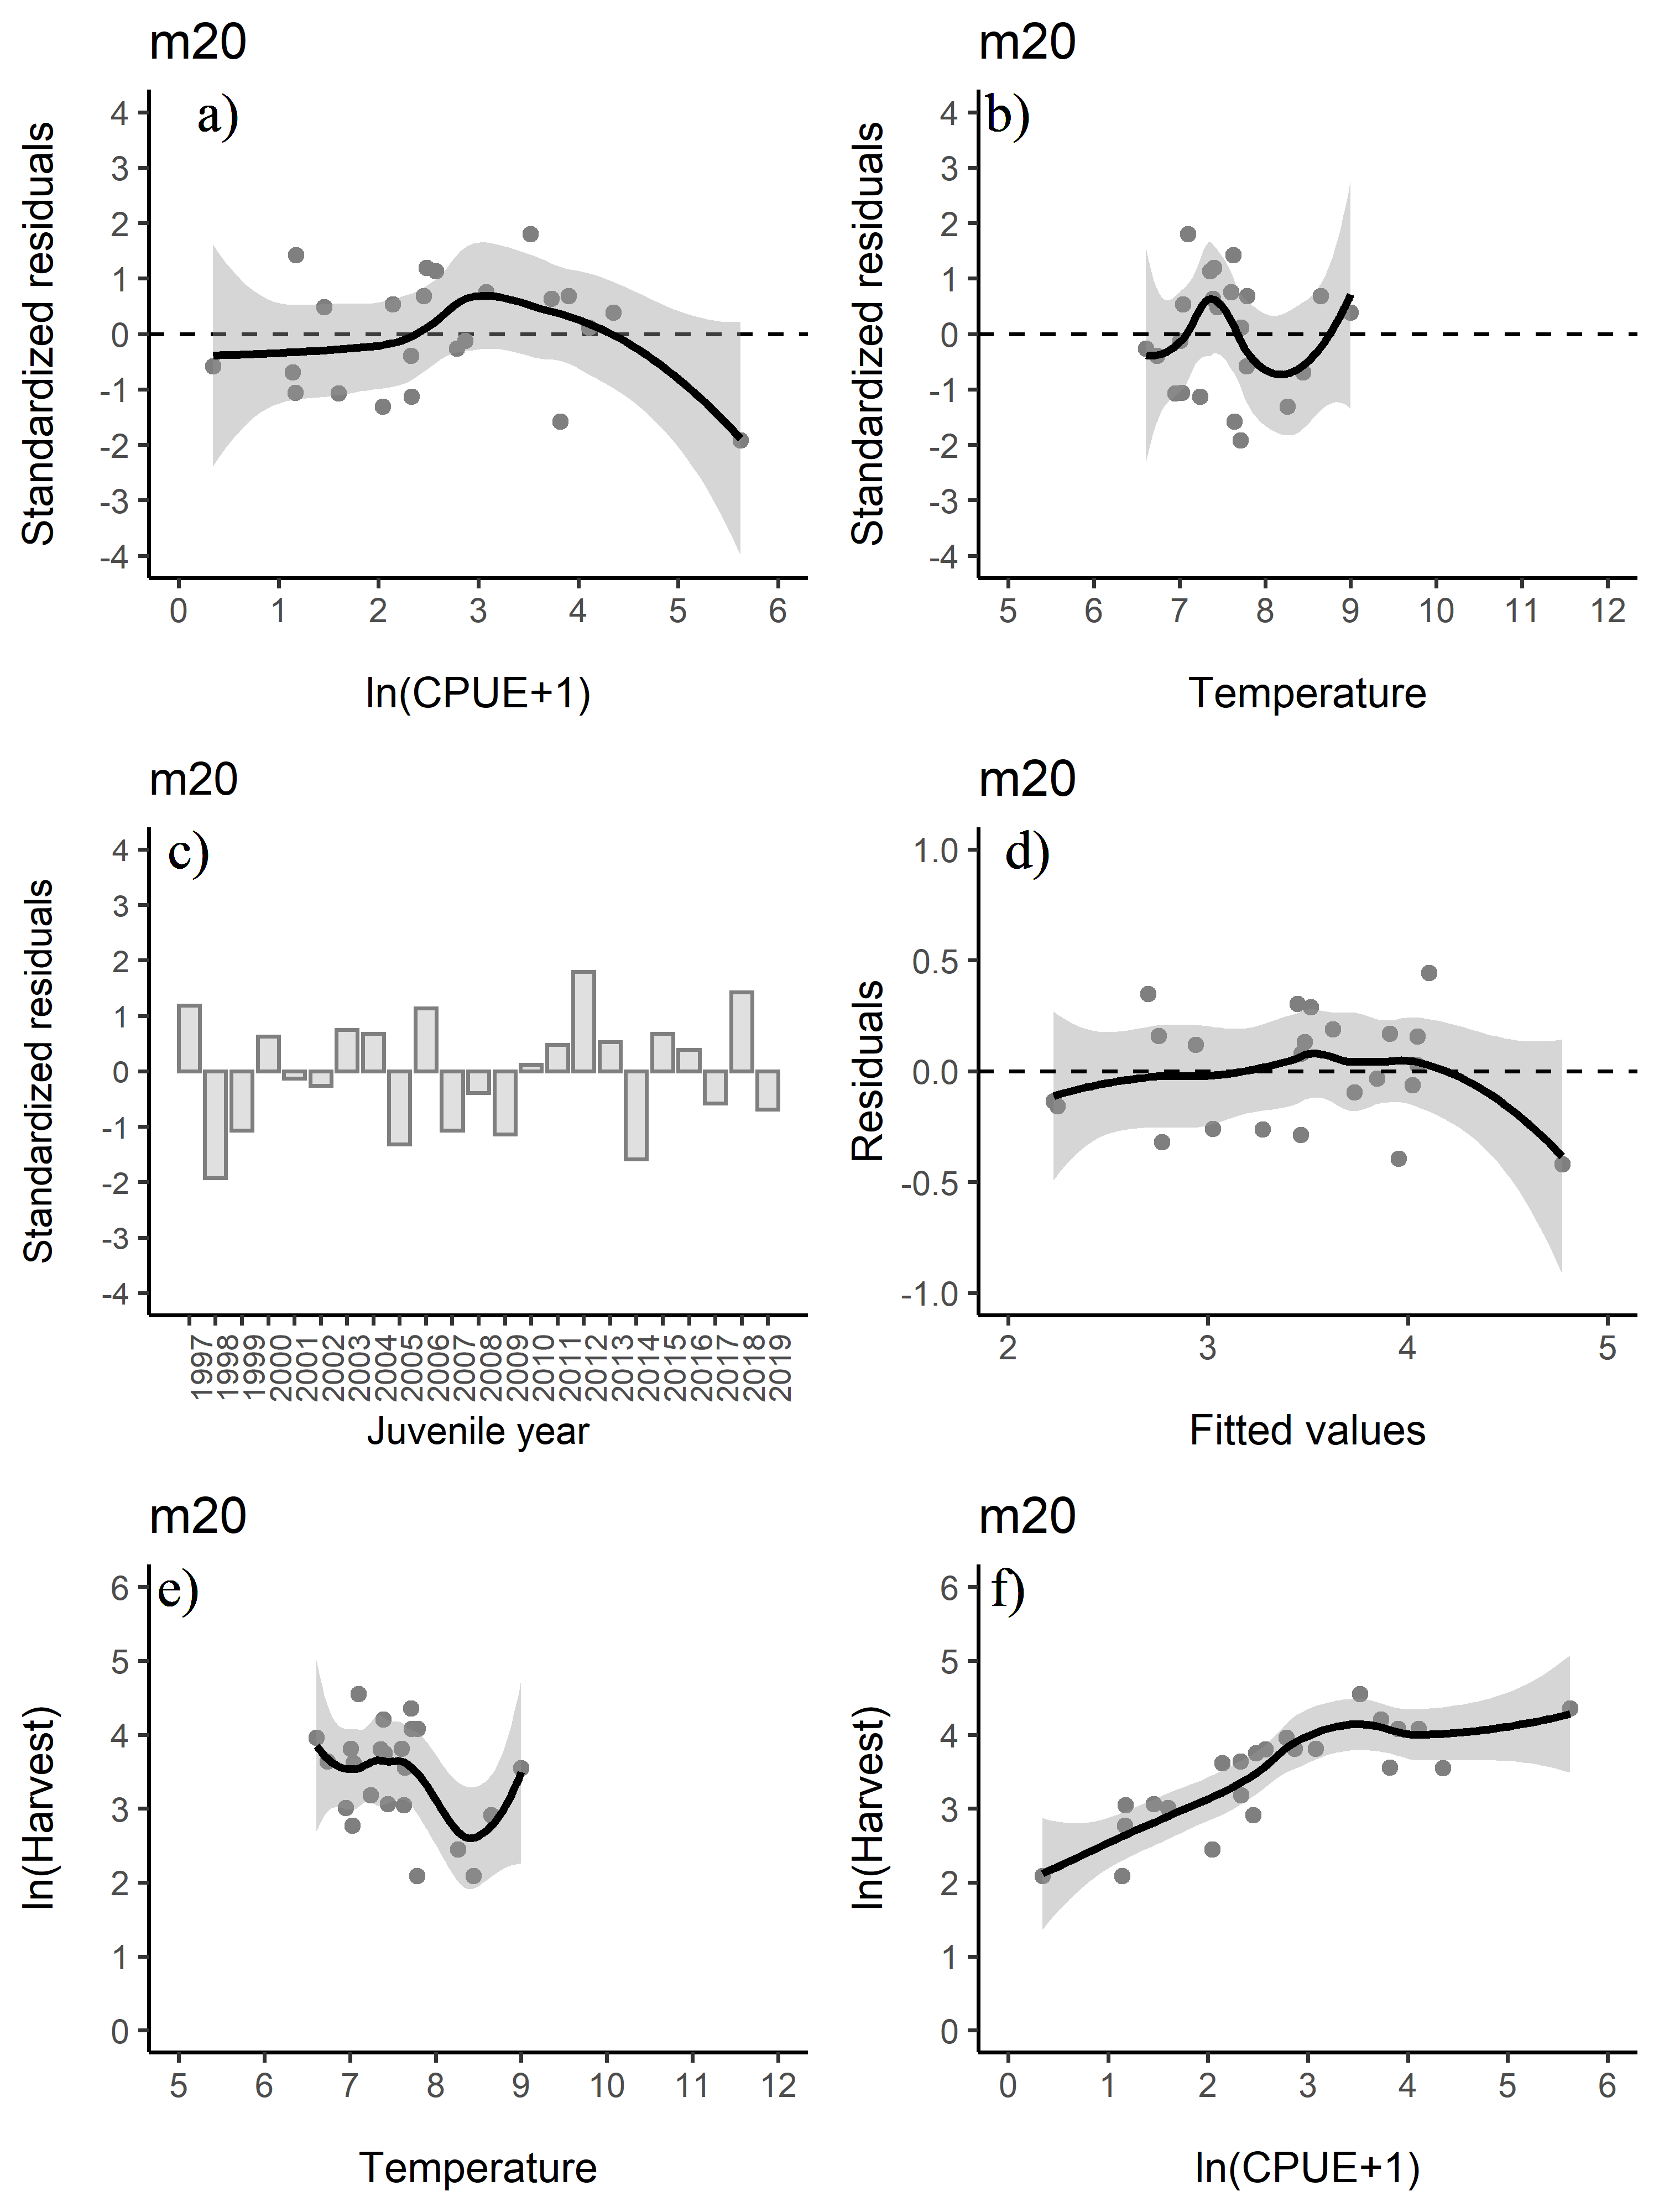 m20
a)
Standardized residuals
4
3
2
1
0
-1
-2
-3
-4
0 1 2 3 4 5 6
ln(CPUE+1)
m20
b)
Standardized residuals
4
3
2
1
0
-1
-2
-3
-4
5 6 7 8 9 10 11 12
Temperature
m20
c)
Standardized residuals
4
3
2
1
0
-1
-2
-3
-4
1997 1998 1999 2000 2001 2002 2003 2004 2005 2006 2007 2008 2009 2010 2011 2012 2013 2014 2015 2016 2017 2018 2019
Juvenile year
m20
d)
Residuals
1.0
0.5
0.0
-0.5
-1.0
2 3 4 5
Fitted values
m20
e)
ln(Harvest)
6
5
4
3
2
1
0
5 6 7 8 9 10 11 12
Temperature
m20
f)
ln(Harvest)
6
5
4
3
2
1
0
0 1 2 3 4 5 6
ln(CPUE+1)